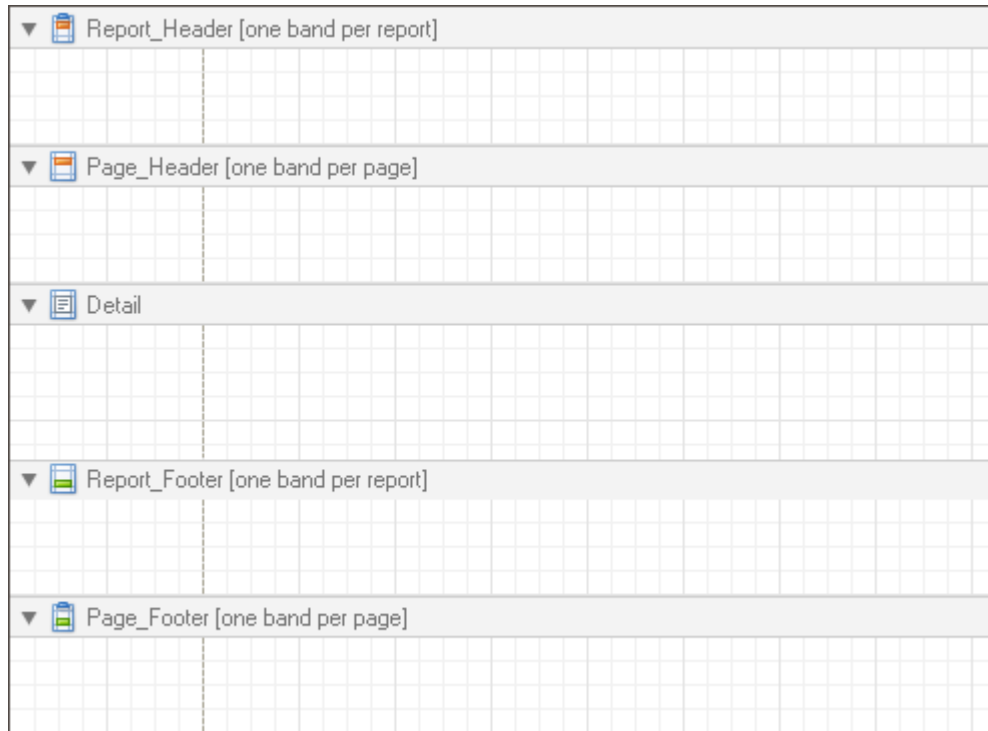 Report_Header [one band per report]
Page_Header [one band per page]
Detail
Report_Footer [one band per report]
Page_Footer [one band per page]